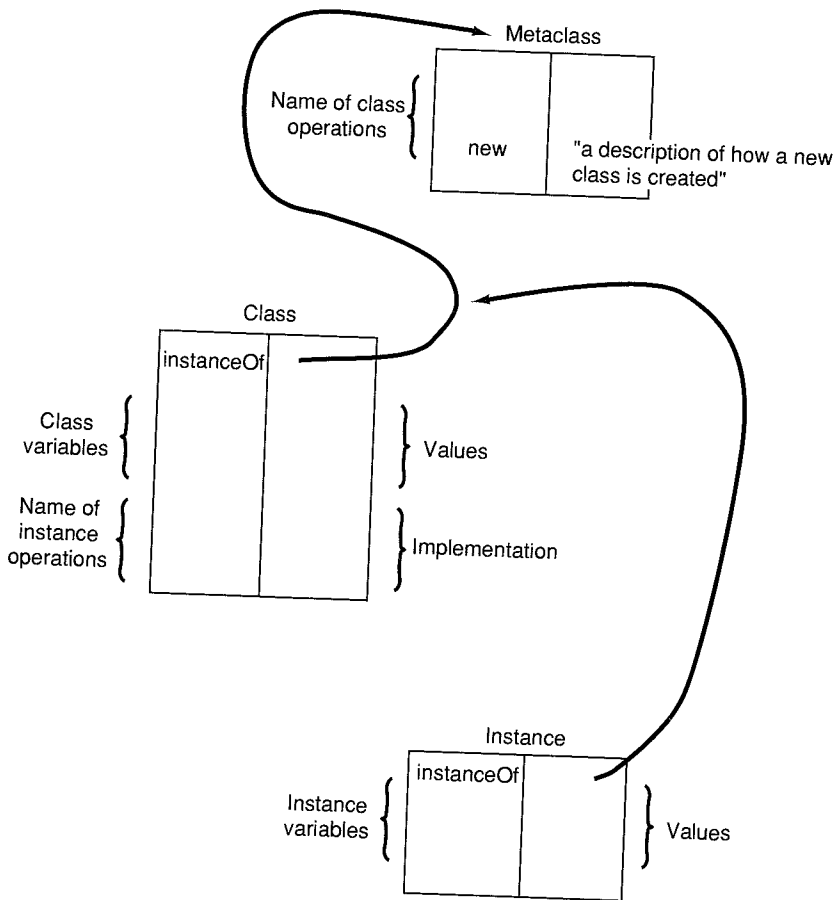 Metaclass
Name of class
operations
new
"a description of how a new
class is created"
Class
instanceOf
Class
variables
Values
Name of
instance
operations
Implementation
Instance
instanceOf
Instance
variables
Values